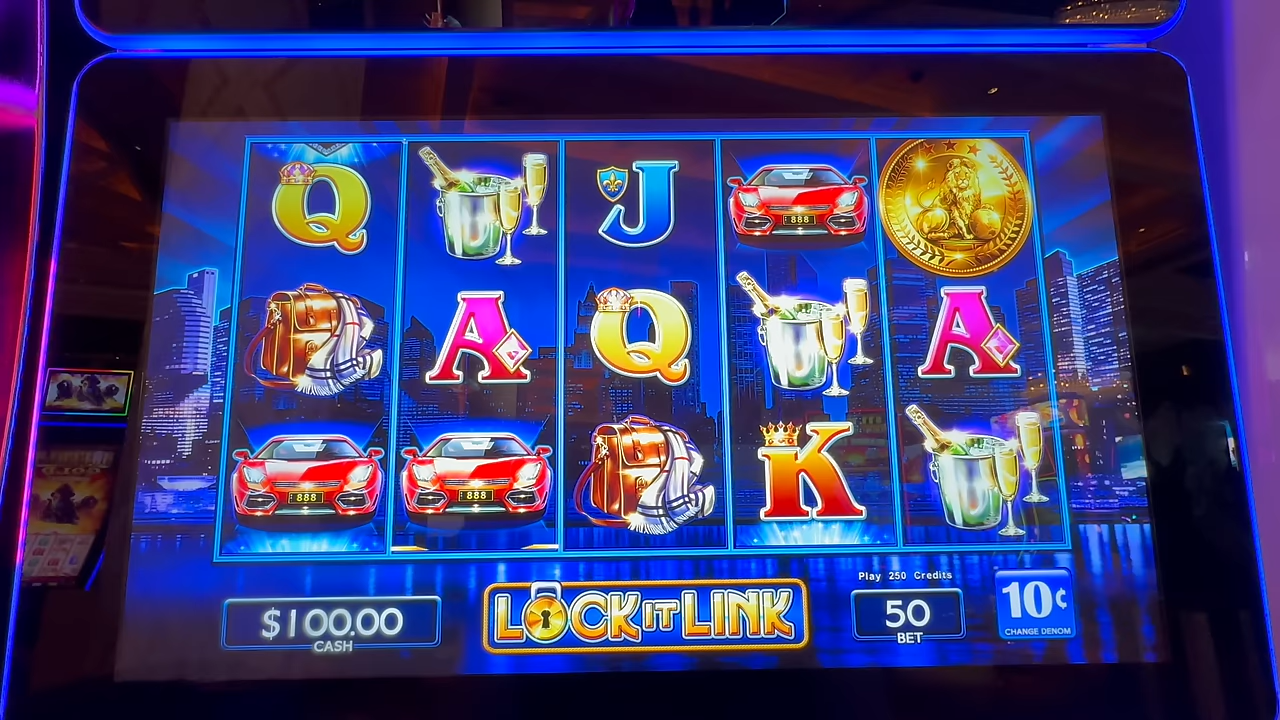 Q
J
888
A
Q
A
888
888
K
Play 250 Credits
$100.00
CASH
LOCK IT LINK
50
BET
10¢
CHANGE DENOM